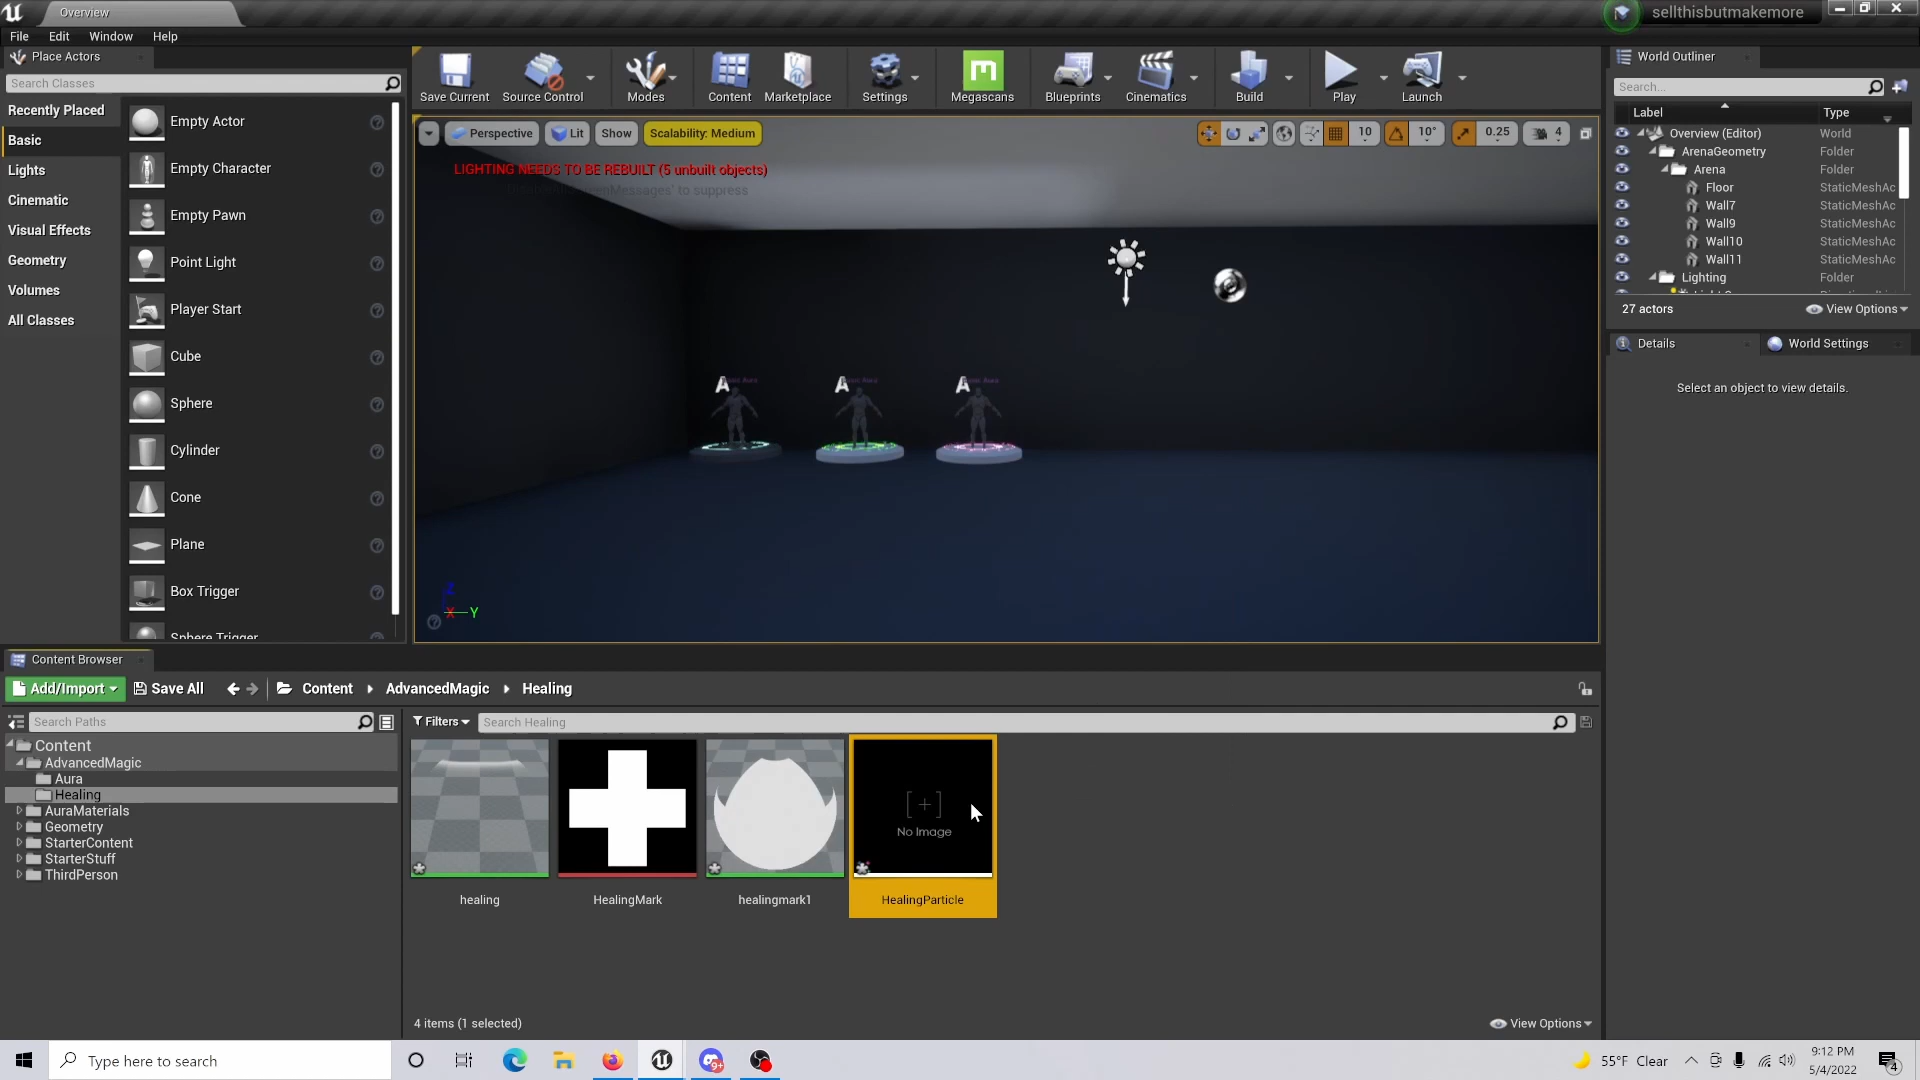 Overview
sellthisbutmakemore
File Edit Window Help
Place Actors
Search Classes
Recently Placed
Basic
Lights
Cinematic
Visual Effects
Geometry
Volumes
All Classes
Empty Actor
Empty Character
Empty Pawn
Point Light
Player Start
Cube
Sphere
Cylinder
Cone
Plane
Box Trigger
Sphere Trigger
Save Current
Source Control
Modes
Content
Marketplace
Settings
Megascans
Blueprints
Cinematics
Build
Play
Launch
Perspective
Lit
Show
Scalability: Medium
10
10°
0.25
4
LIGHTING NEEDS TO BE REBUILT (5 unbuilt objects)
to suppress
A A A
Z
X Y
World Outliner
Search...
Label Type
Overview (Editor) World
ArenaGeometry Folder
Arena Folder
Floor StaticMeshAc
Wall7 StaticMeshAc
Wall9 StaticMeshAc
Wall10 StaticMeshAc
Wall11 StaticMeshAc
Lighting Folder
27 actors
View Options
Details
World Settings
Select an object to view details.
Content Browser
Add/Import
Save All
Content AdvancedMagic Healing
Search Paths
Filters
Search Healing
Content
AdvancedMagic
Aura
Healing
AuraMaterials
Geometry
StarterContent
StarterStuff
ThirdPerson
[+]
No Image
healing
HealingMark
healingmark1
HealingParticle
4 items (1 selected)
View Options
Type here to search
9+
55°F Clear
9:12 PM
5/4/2022
4